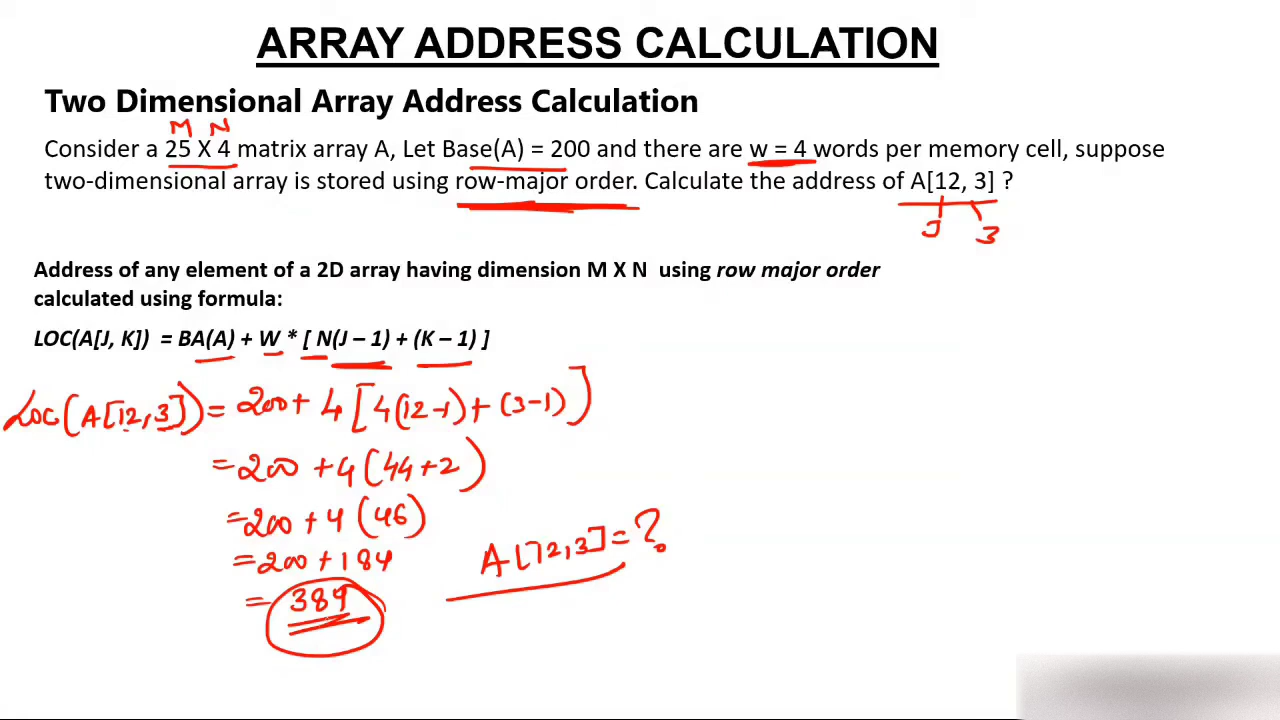 ARRAY ADDRESS CALCULATION
Two Dimensional Array Address Calculation
M N
Consider a 25 X 4 matrix array A, Let Base(A) = 200 and there are w = 4 words per memory cell, suppose
two-dimensional array is stored using row-major order. Calculate the address of A[12, 3] ?
J 3
Address of any element of a 2D array having dimension M X N using row major order
calculated using formula:
LOC(A[J, K]) = BA(A) + W * [ N(J – 1) + (K – 1) ]
LOC(A[12,3]) = 200 + 4 [4(12-1) + (3-1)]
= 200 + 4 (44+2)
= 200 + 4 (46)
= 200 + 184
A[72,3] = ?
= 384